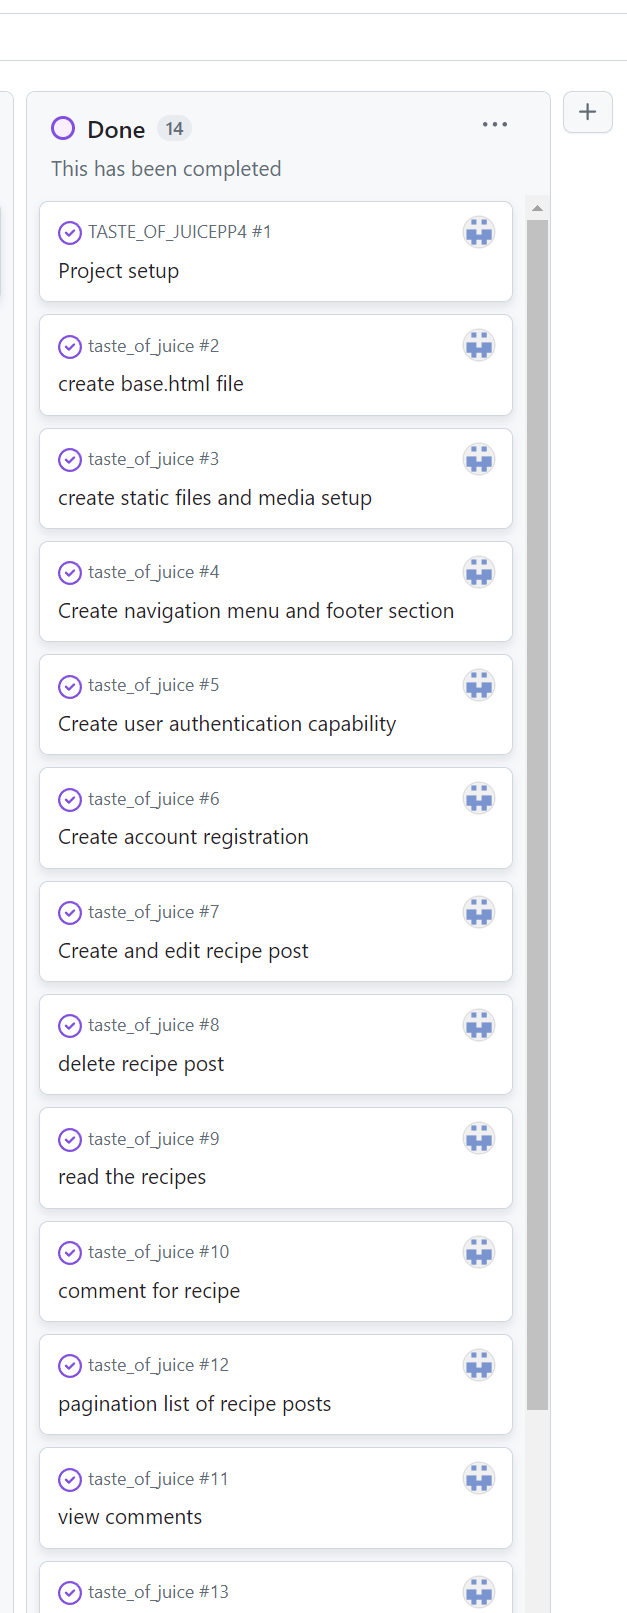 Done 14
This has been completed
TASTE_OF_JUICEPP4 #1
Project setup
taste_of_juice #2
create base.html file
taste_of_juice #3
create static files and media setup
taste_of_juice #4
Create navigation menu and footer section
taste_of_juice #5
Create user authentication capability
taste_of_juice #6
Create account registration
taste_of_juice #7
Create and edit recipe post
taste_of_juice #8
delete recipe post
taste_of_juice #9
read the recipes
taste_of_juice #10
comment for recipe
taste_of_juice #12
pagination list of recipe posts
taste_of_juice #11
view comments
taste_of_juice #13